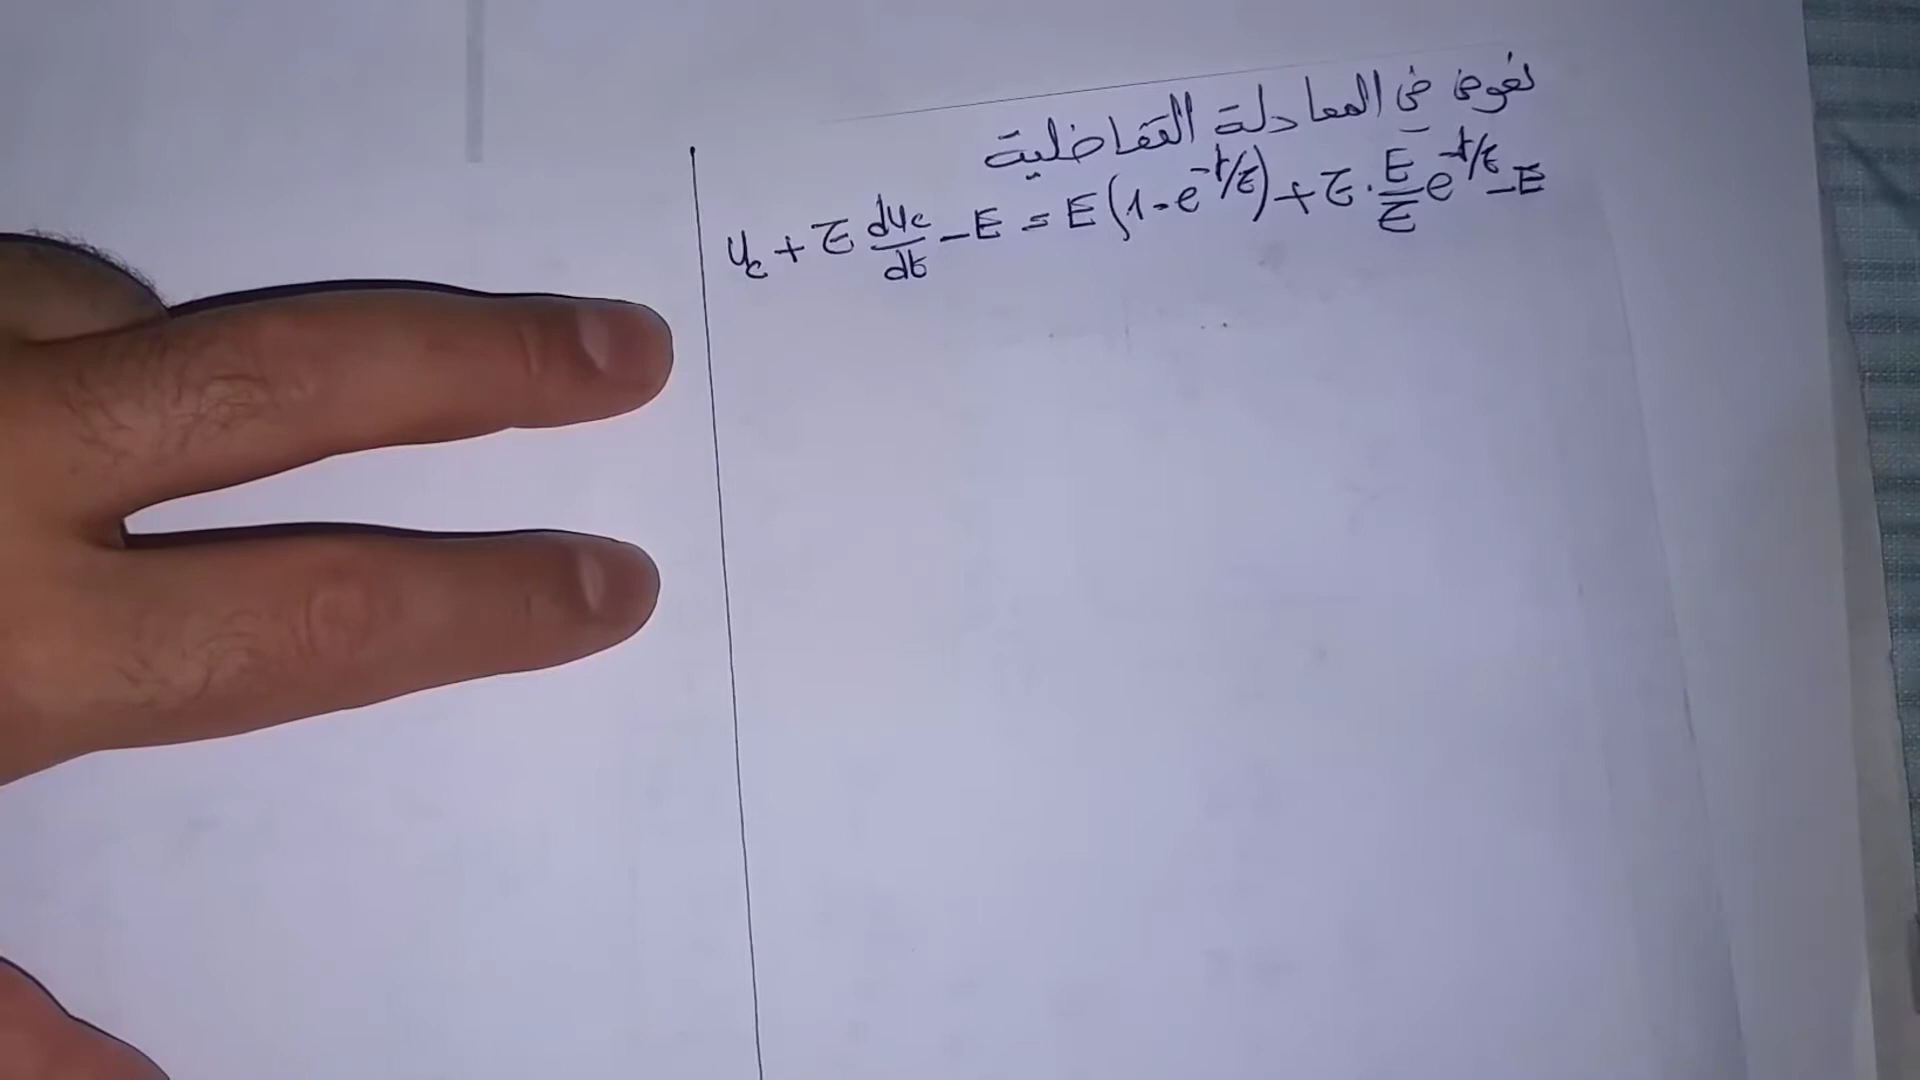 نعوض في المعادلة التفاضلية
u_c + τ du_c/dt - E = E(1 - e^{-t/τ}) + τ · E/τ e^{-t/τ} - E